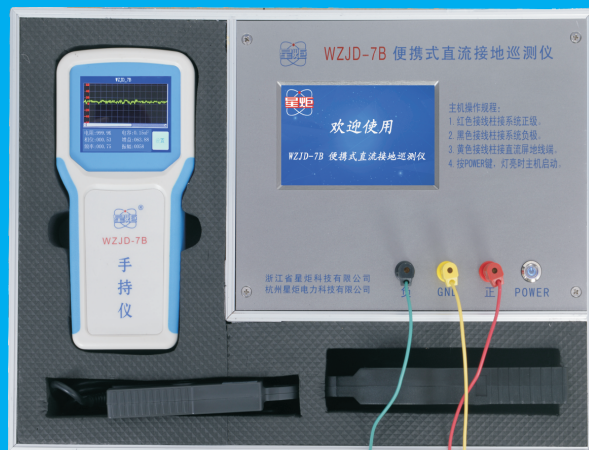 WZJD-7B 便携式直流接地巡测仪
主机操作规程：
1. 红色接线柱接系统正极。
2. 黑色接线柱接系统负极。
3. 黄色接线柱接直流屏地线端。
4. 按POWER键，灯亮时主机启动。
星炬
欢迎使用
WZJD-7B 便携式直流接地巡测仪
浙江省星炬科技有限公司
杭州星炬电力科技有限公司
负 GND 正 POWER
WZJD-7B
WZJD-7B
手持仪